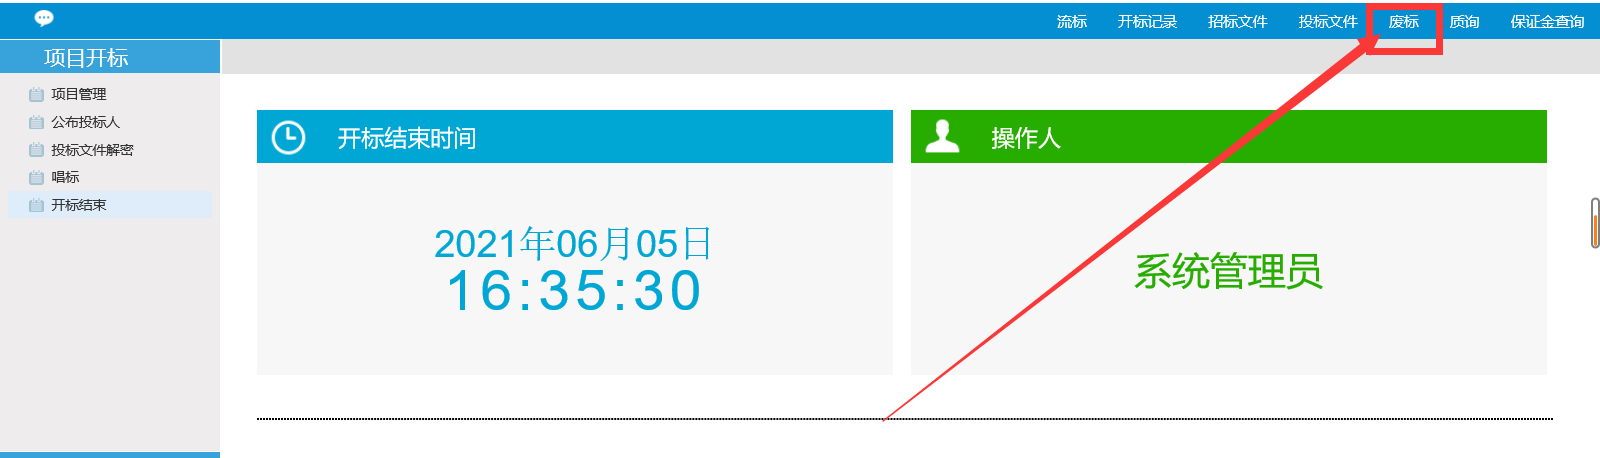 流标 开标记录 招标文件 投标文件 废标 质询 保证金查询
项目开标
项目管理
公布投标人
投标文件解密
唱标
开标结束
开标结束时间
2021年06月05日
16:35:30
操作人
系统管理员